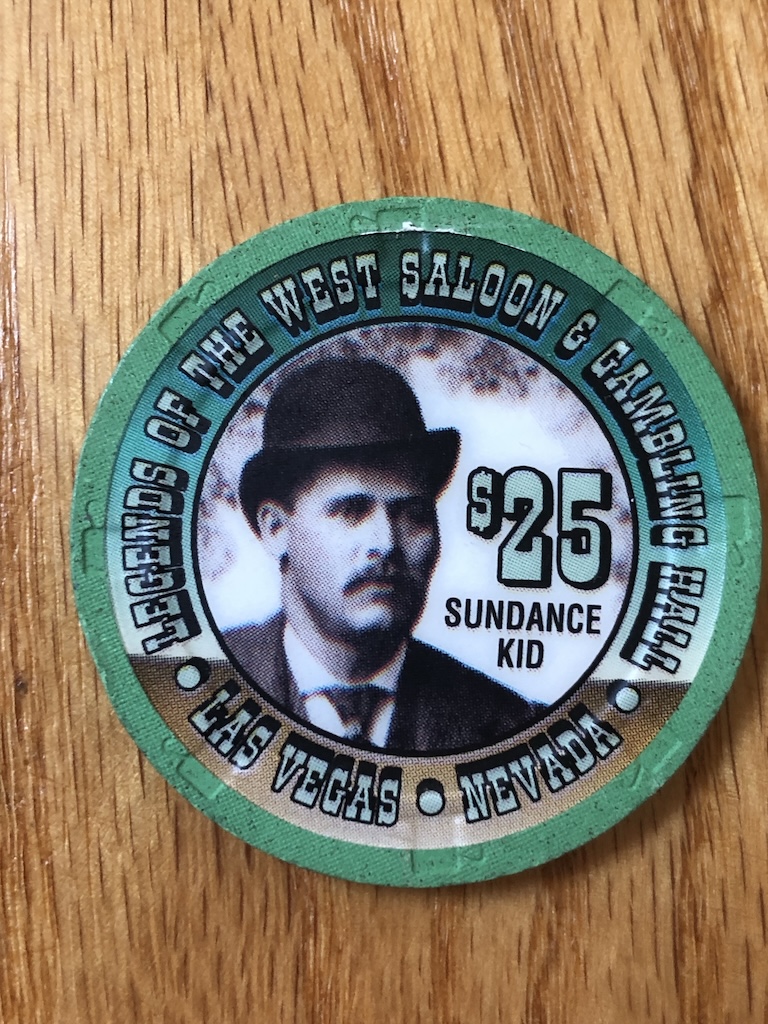 LEGENDS OF THE WEST SALOON & GAMBLING HALL
$25
SUNDANCE
KID
• LAS VEGAS • NEVADA •